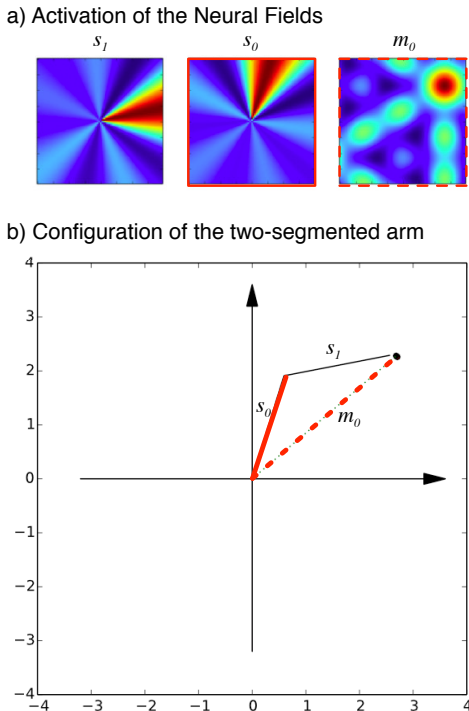 a) Activation of the Neural Fields
s1 s0 m0
b) Configuration of the two-segmented arm
4
3
s1
2
s0
m0
1
0
−1
−2
−3
−4
−4 −3 −2 −1 0 1 2 3 4